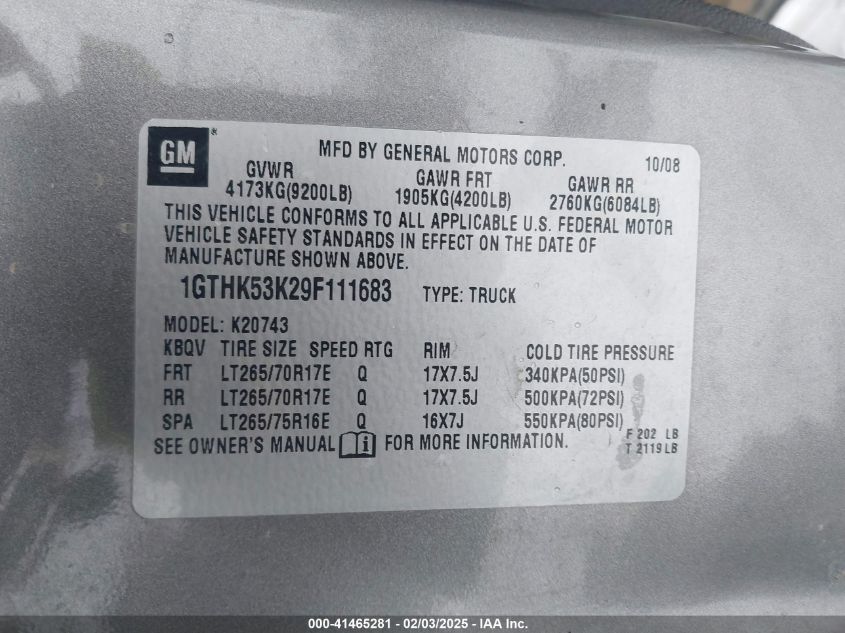 GM
MFD BY GENERAL MOTORS CORP. 10/08
GVWR GAWR FRT GAWR RR
4173KG(9200LB) 1905KG(4200LB) 2760KG(6084LB)
THIS VEHICLE CONFORMS TO ALL APPLICABLE U.S. FEDERAL MOTOR
VEHICLE SAFETY STANDARDS IN EFFECT ON THE DATE OF
MANUFACTURE SHOWN ABOVE.
1GTHK53K29F111683 TYPE: TRUCK
MODEL: K20743
KBQV TIRE SIZE SPEED RTG RIM COLD TIRE PRESSURE
FRT LT265/70R17E Q 17X7.5J 340KPA(50PSI)
RR LT265/70R17E Q 17X7.5J 500KPA(72PSI)
SPA LT265/75R16E Q 16X7J 550KPA(80PSI)
SEE OWNER'S MANUAL i FOR MORE INFORMATION.
F 202 LB
T 2119LB
000-41465281 - 02/03/2025 - IAA Inc.